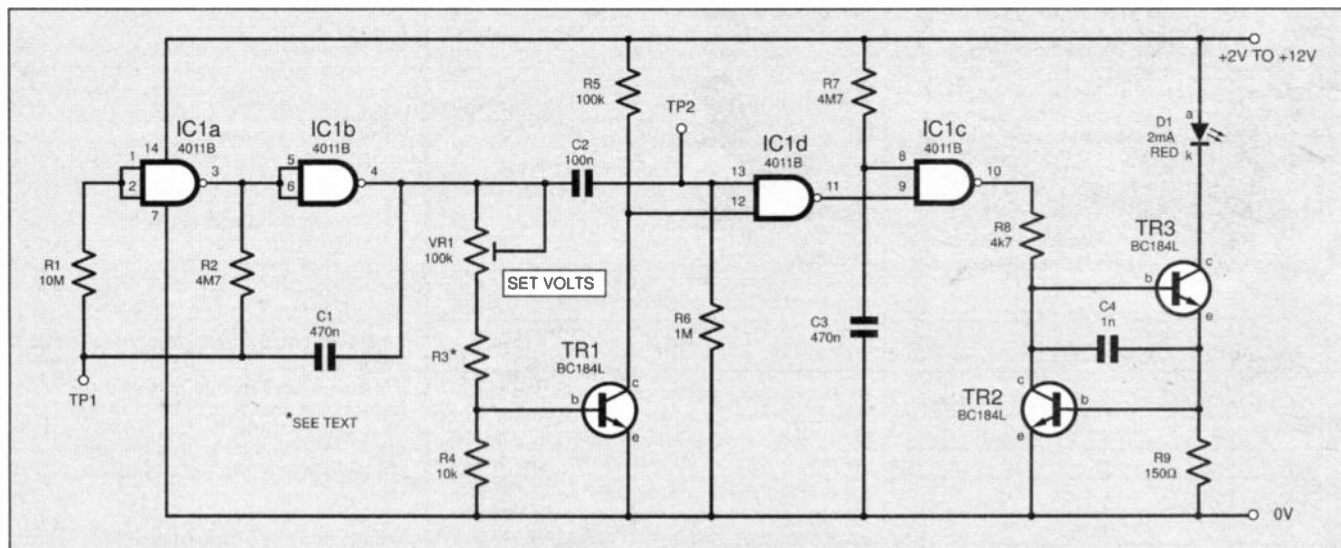 +2V TO +12V
R5
100k
R7
4M7
TP2
a
D1
2mA
RED
k
IC1a
4011B
IC1b
4011B
C2
100n
IC1d
4011B
IC1c
4011B
1
14
2
3
7
5
6
4
13
12
11
8
9
10
R1
10M
R2
4M7
VR1
100k
SET VOLTS
R8
4k7
TR3
BC184L
c
b
e
C1
470n
R3*
R6
1M
C3
470n
C4
1n
TP1
*SEE TEXT
TR1
BC184L
c
b
e
TR2
BC184L
c
b
e
R4
10k
R9
150Ω
0V